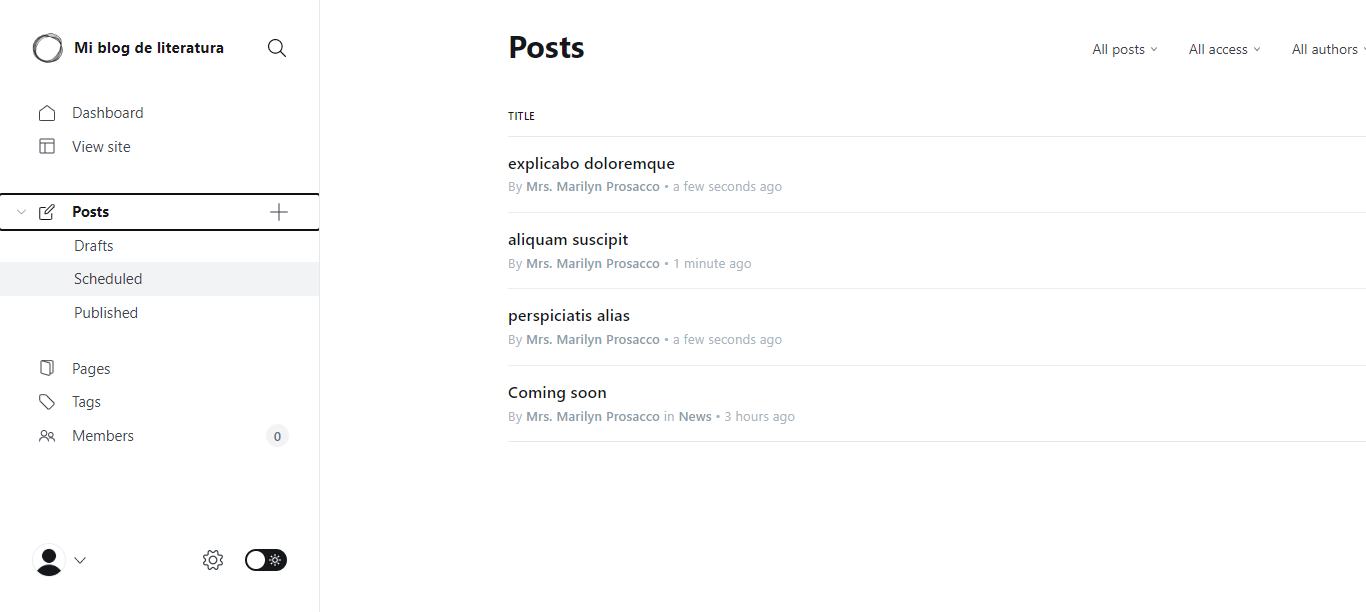 Mi blog de literatura
Dashboard
View site
Posts
Drafts
Scheduled
Published
Pages
Tags
Members 0
Posts
All posts All access All authors
TITLE
explicabo doloremque
By Mrs. Marilyn Prosacco • a few seconds ago
aliquam suscipit
By Mrs. Marilyn Prosacco • 1 minute ago
perspiciatis alias
By Mrs. Marilyn Prosacco • a few seconds ago
Coming soon
By Mrs. Marilyn Prosacco in News • 3 hours ago